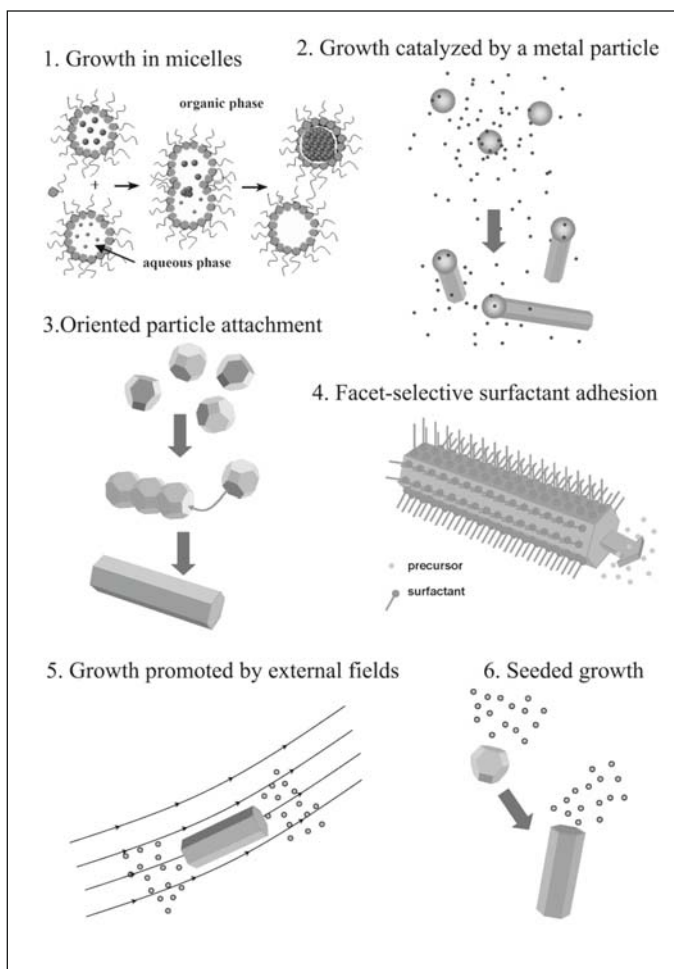 1. Growth in micelles
organic phase
+
aqueous phase
2. Growth catalyzed by a metal particle
3.Oriented particle attachment
4. Facet-selective surfactant adhesion
precursor
surfactant
5. Growth promoted by external fields
6. Seeded growth